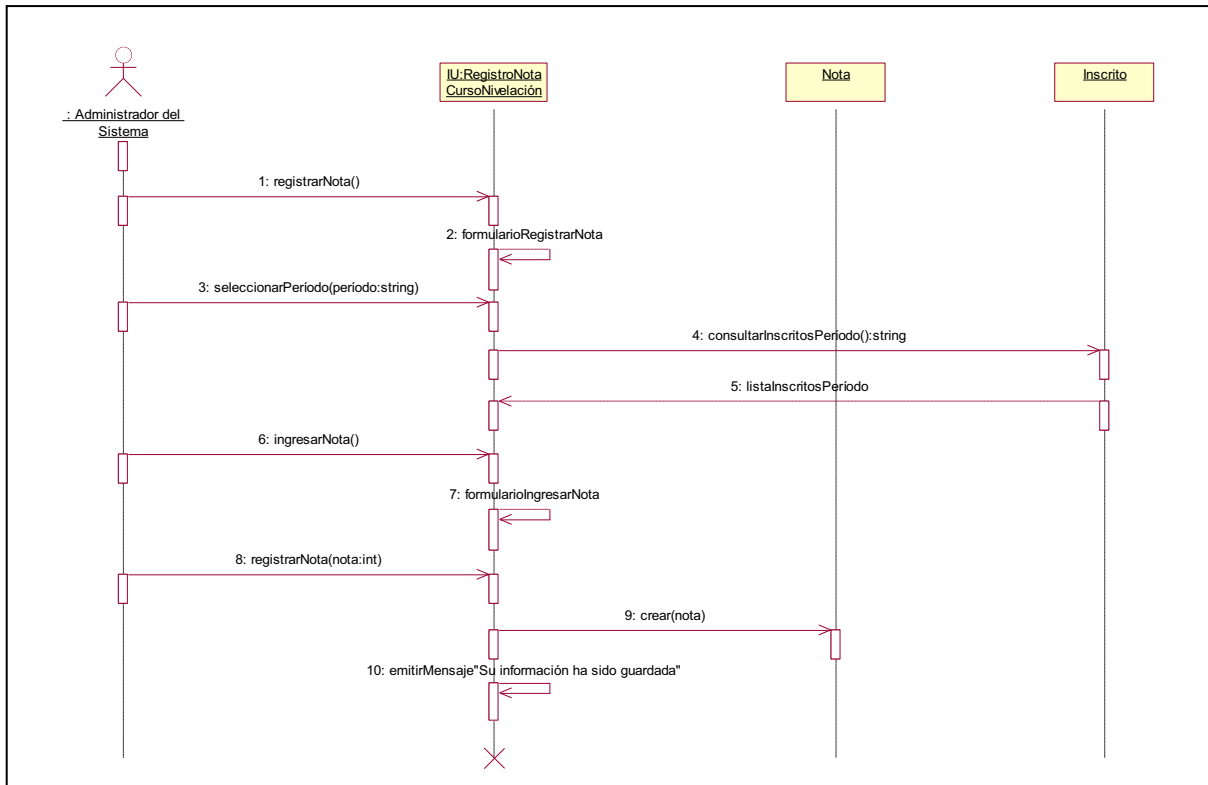 : Administrador del
Sistema
IU:RegistroNota
CursoNivelación
Nota
Inscrito
1: registrarNota()
2: formularioRegistrarNota
3: seleccionarPeríodo(período:string)
4: consultarInscritosPeríodo():string
5: listaInscritosPeríodo
6: ingresarNota()
7: formularioIngresarNota
8: registrarNota(nota:int)
9: crear(nota)
10: emitirMensaje"Su información ha sido guardada"